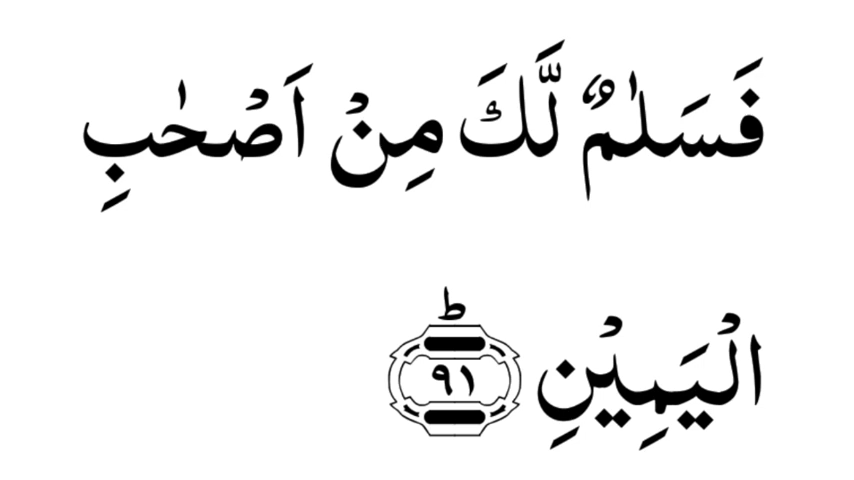 فَسَلٰمٌ لَّكَ مِنْ اَصْحٰبِ
الْيَمِيْنِ ؕ ٩١